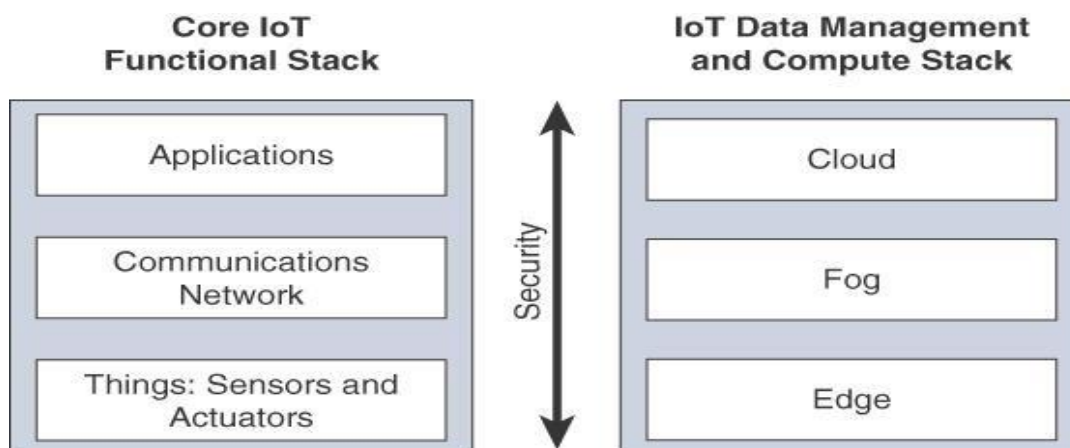 Core IoT
Functional Stack
Applications
Communications
Network
Things: Sensors and
Actuators
Security
IoT Data Management
and Compute Stack
Cloud
Fog
Edge